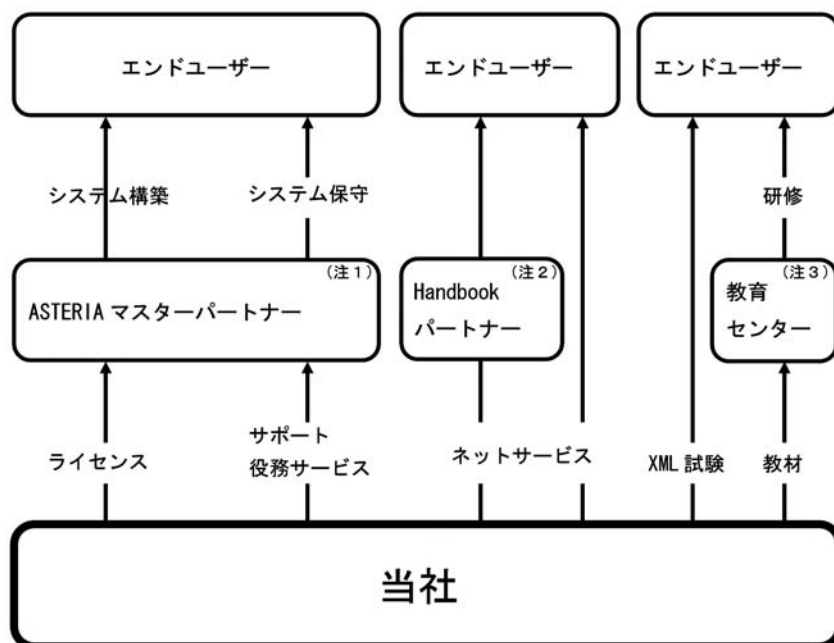 エンドユーザー
エンドユーザー
エンドユーザー
システム構築
システム保守
研修
(注1)
ASTERIA マスターパートナー
(注2)
Handbook
パートナー
(注3)
教育
センター
ライセンス
サポート
役務サービス
ネットサービス
XML 試験
教材
当社